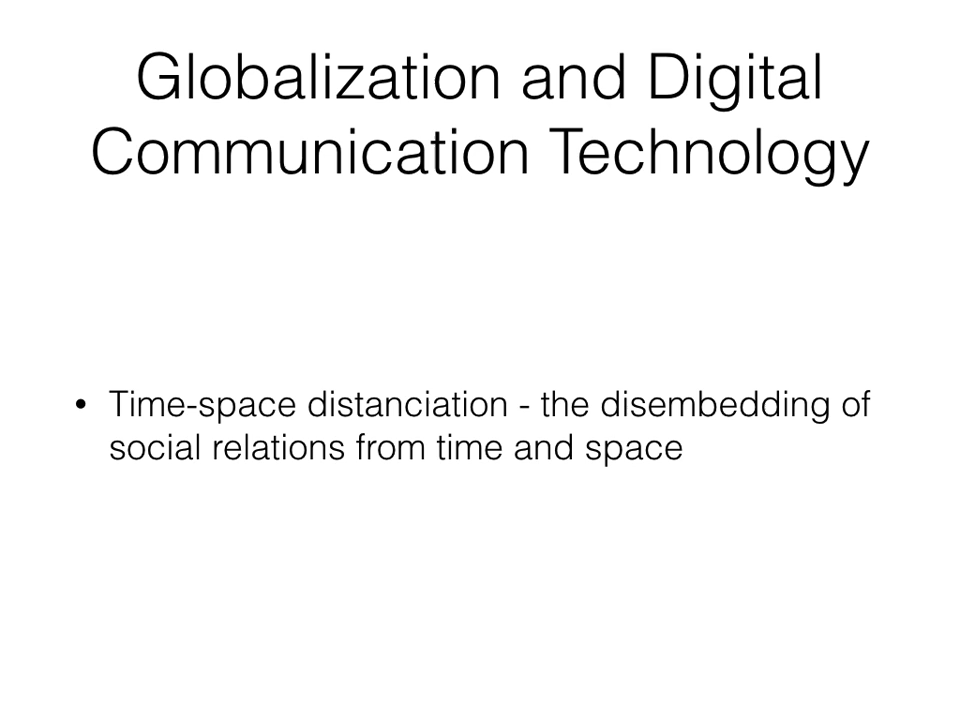 Globalization and Digital
Communication Technology
• Time-space distanciation - the disembedding of
social relations from time and space